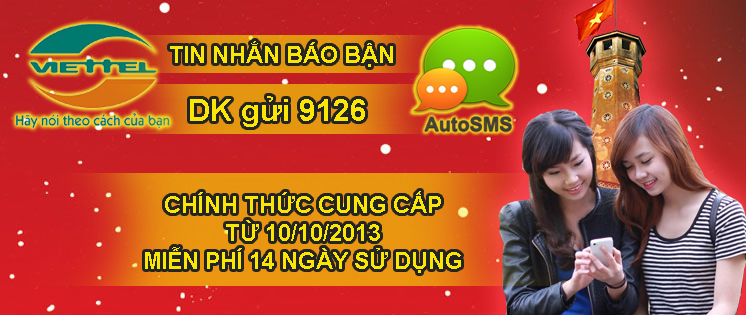 VIETTEL
Hãy nói theo cách của bạn
TIN NHẮN BÁO BẬN
DK gửi 9126
AutoSMS
CHÍNH THỨC CUNG CẤP
TỪ 10/10/2013
MIỄN PHÍ 14 NGÀY SỬ DỤNG